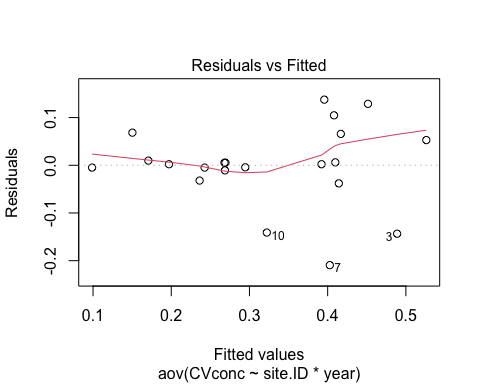 Residuals vs Fitted
Residuals
0.1
0.0
-0.1
-0.2
10
3
7
0.1 0.2 0.3 0.4 0.5
Fitted values
aov(CVconc ~ site.ID * year)